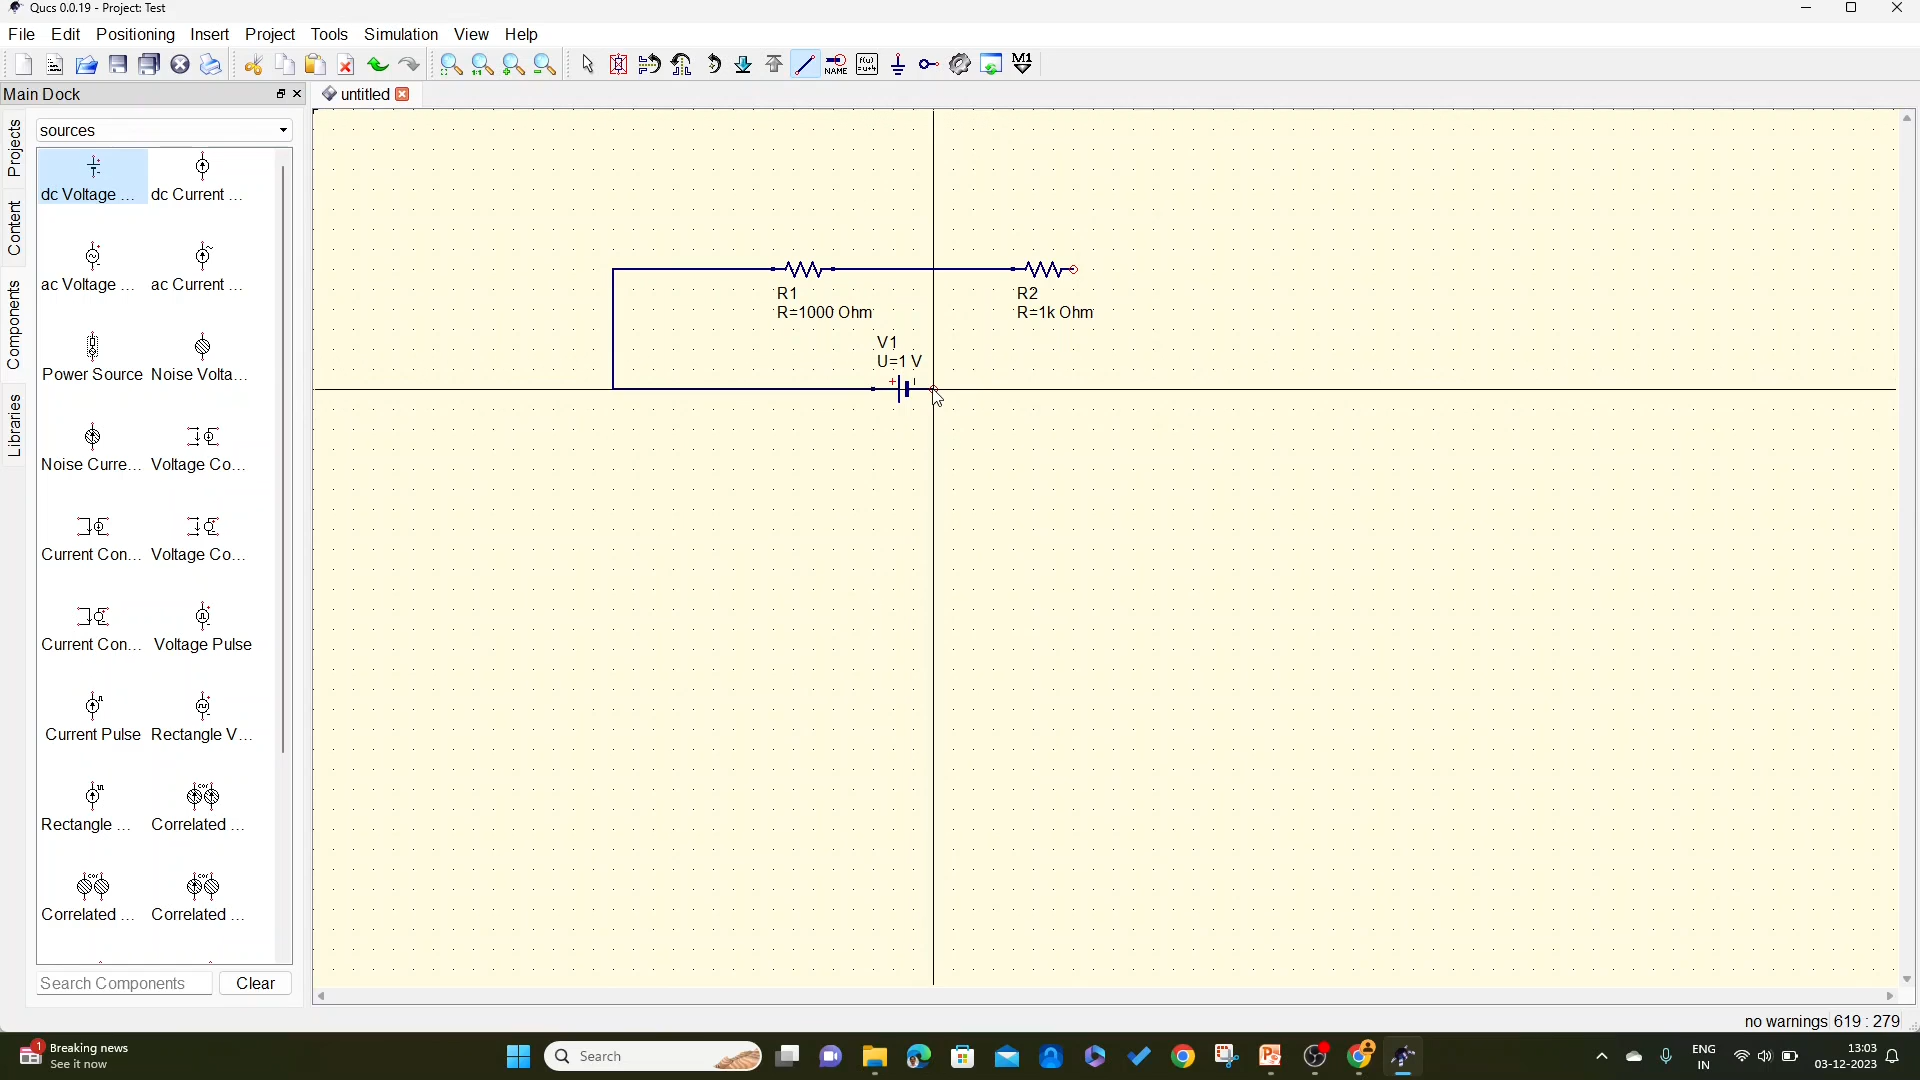 Qucs 0.0.19 - Project: Test
File Edit Positioning Insert Project Tools Simulation View Help
NAME M1
Main Dock
untitled
Projects
Content
Components
Libraries
sources
dc Voltage ... dc Current ...
ac Voltage ... ac Current ...
Power Source Noise Volta...
Noise Curre... Voltage Co...
Current Con... Voltage Co...
Current Con... Voltage Pulse
Current Pulse Rectangle V...
Rectangle ... Correlated ...
Correlated ... Correlated ...
R1
R=1000 Ohm
R2
R=1k Ohm
V1
U=1 V
Search Components Clear
no warnings 619 : 279
1
Breaking news
See it now
Search
ENG
IN
13:03
03-12-2023